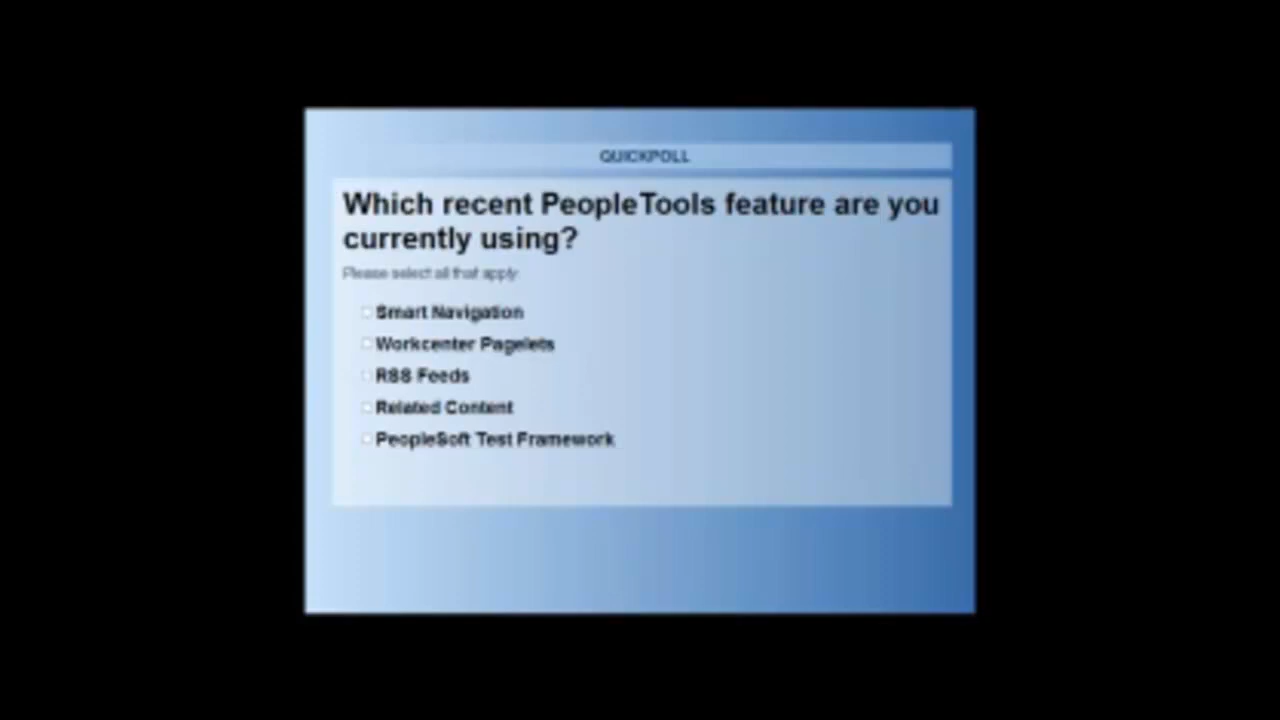 QUICKPOLL
Which recent PeopleTools feature are you
currently using?
Please select all that apply
Smart Navigation
Workcenter Pagelets
RSS Feeds
Related Content
PeopleSoft Test Framework